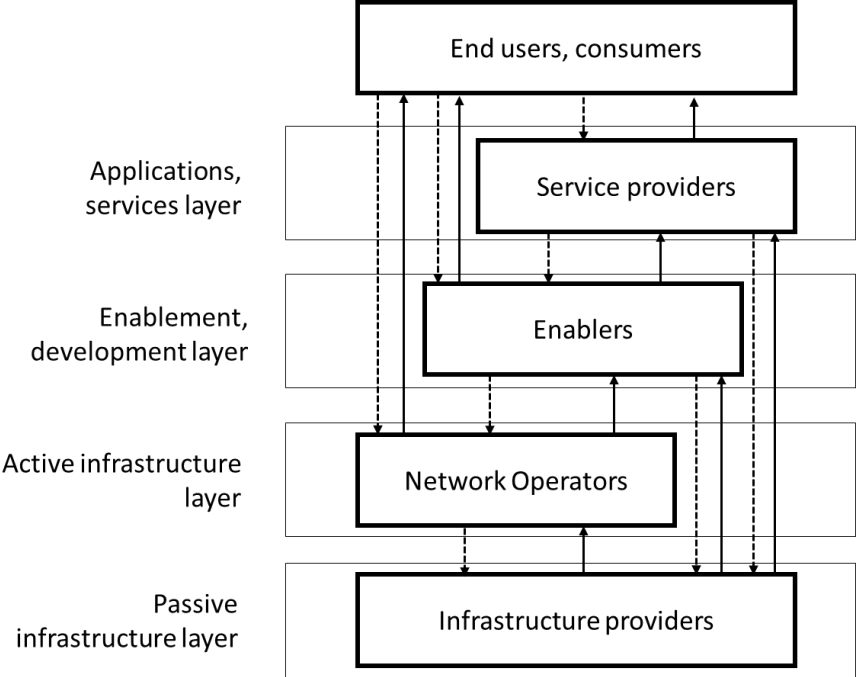 End users, consumers
Applications,
services layer
Service providers
Enablement,
development layer
Enablers
Active infrastructure
layer
Network Operators
Passive
infrastructure layer
Infrastructure providers